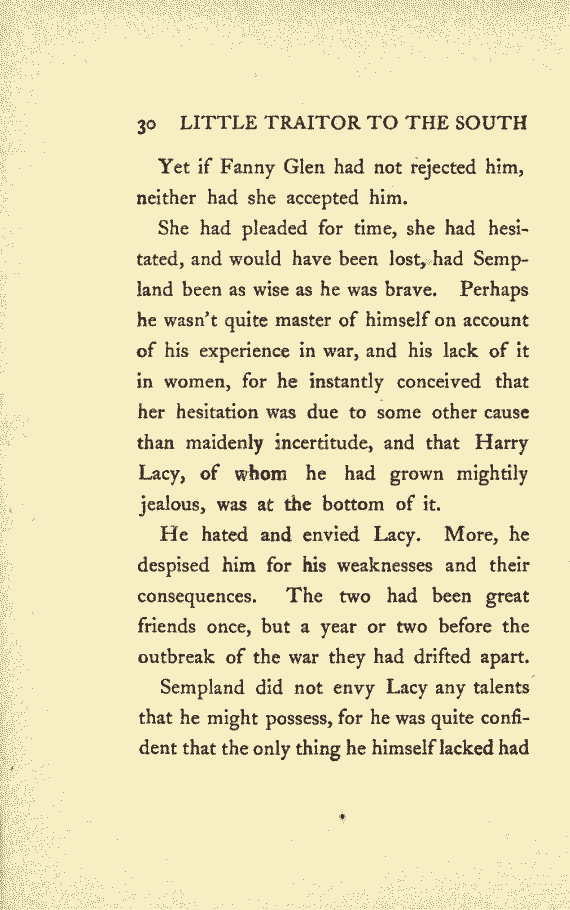 30 LITTLE TRAITOR TO THE SOUTH
Yet if Fanny Glen had not rejected him,
neither had she accepted him.
She had pleaded for time, she had hesi-
tated, and would have been lost, had Semp-
land been as wise as he was brave. Perhaps
he wasn't quite master of himself on account
of his experience in war, and his lack of it
in women, for he instantly conceived that
her hesitation was due to some other cause
than maidenly incertitude, and that Harry
Lacy, of whom he had grown mightily
jealous, was at the bottom of it.
He hated and envied Lacy. More, he
despised him for his weaknesses and their
consequences. The two had been great
friends once, but a year or two before the
outbreak of the war they had drifted apart.
Sempland did not envy Lacy any talents
that he might possess, for he was quite confi-
dent that the only thing he himself lacked had